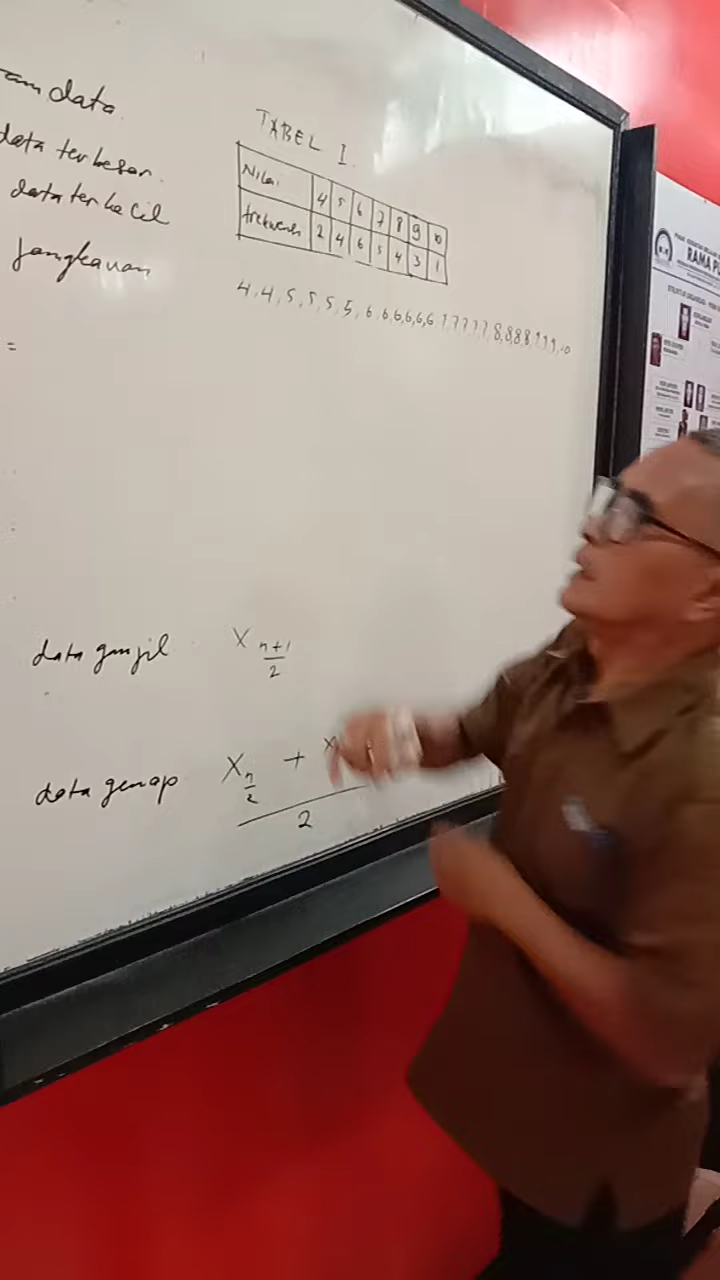 am data
data terbesar.
data terkecil
jangkauan
=
TABEL I.
Nilai 4 5 6 7 8 9 10
frekuensi 2 4 6 5 4 3 1
4,4,5,5,5,5,6,6,6,6,6,6,7,7,7,7,7,8,8,8,8,9,9,9,10
data ganjil X n+1/2
data genap X n/2 + X
2
RAMA